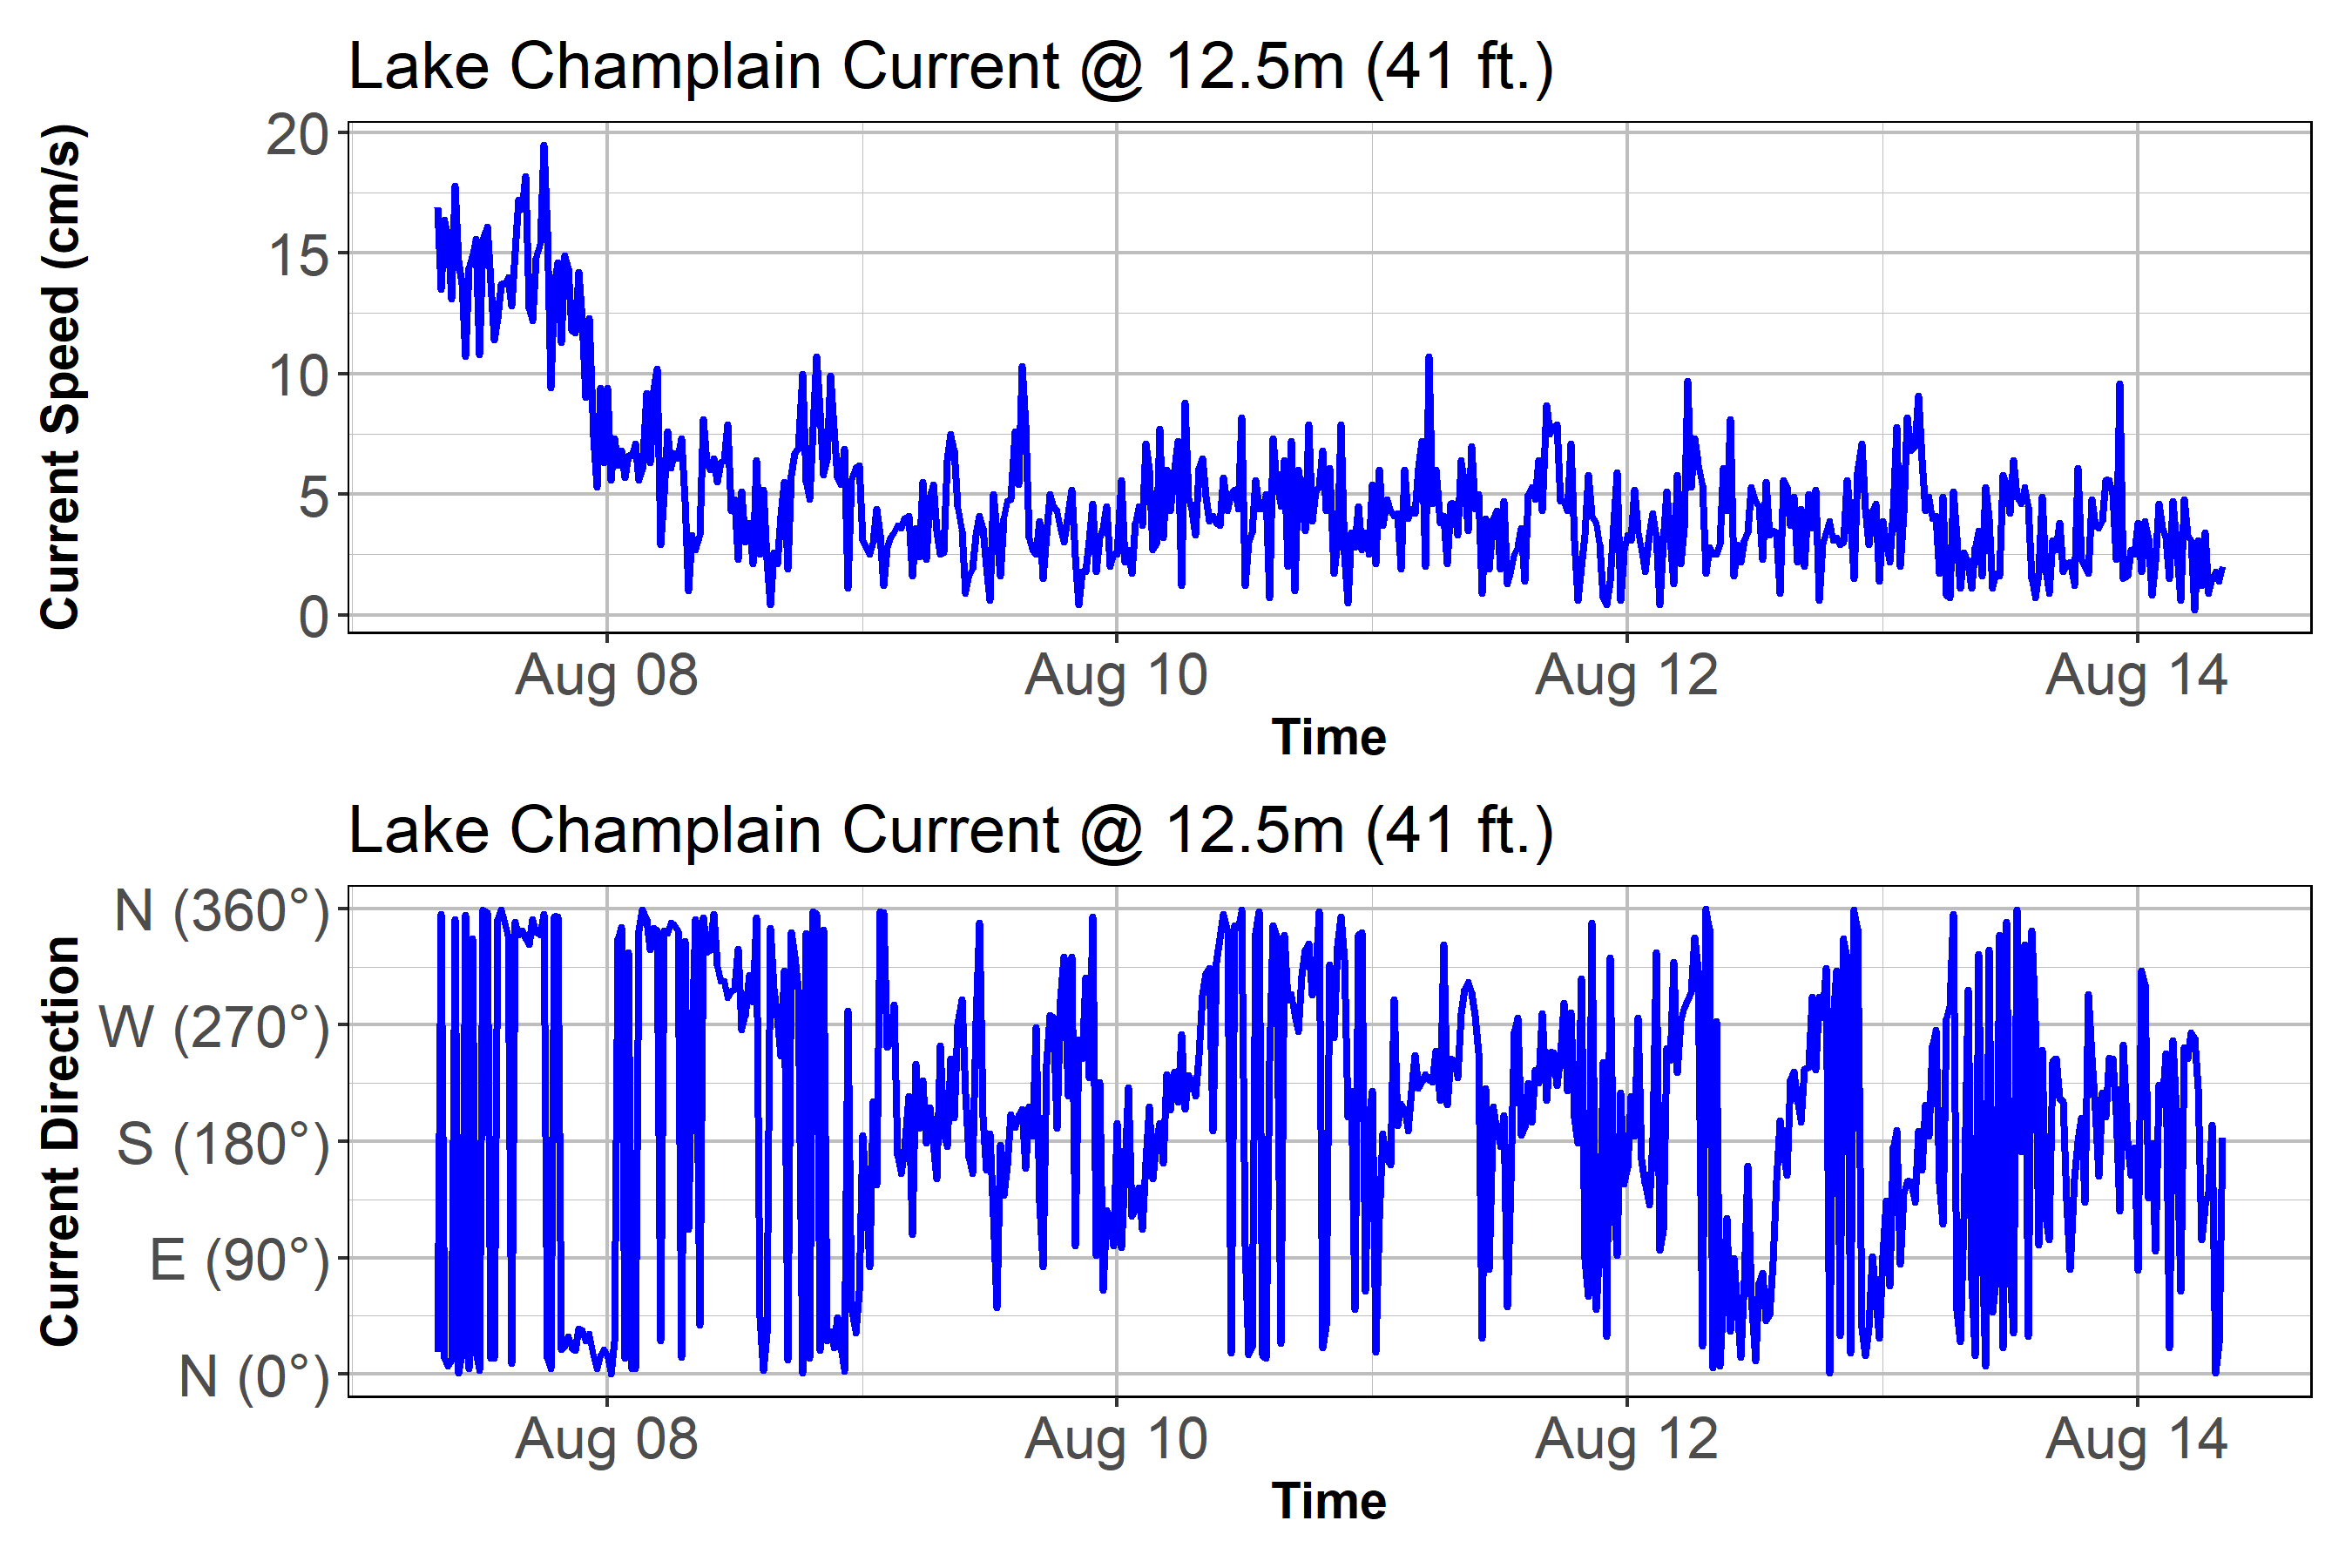 Lake Champlain Current @ 12.5m (41 ft.)
Current Speed (cm/s)
20
15
10
5
0
Aug 08 Aug 10 Aug 12 Aug 14
Time
Lake Champlain Current @ 12.5m (41 ft.)
Current Direction
N (360°)
W (270°)
S (180°)
E (90°)
N (0°)
Aug 08 Aug 10 Aug 12 Aug 14
Time